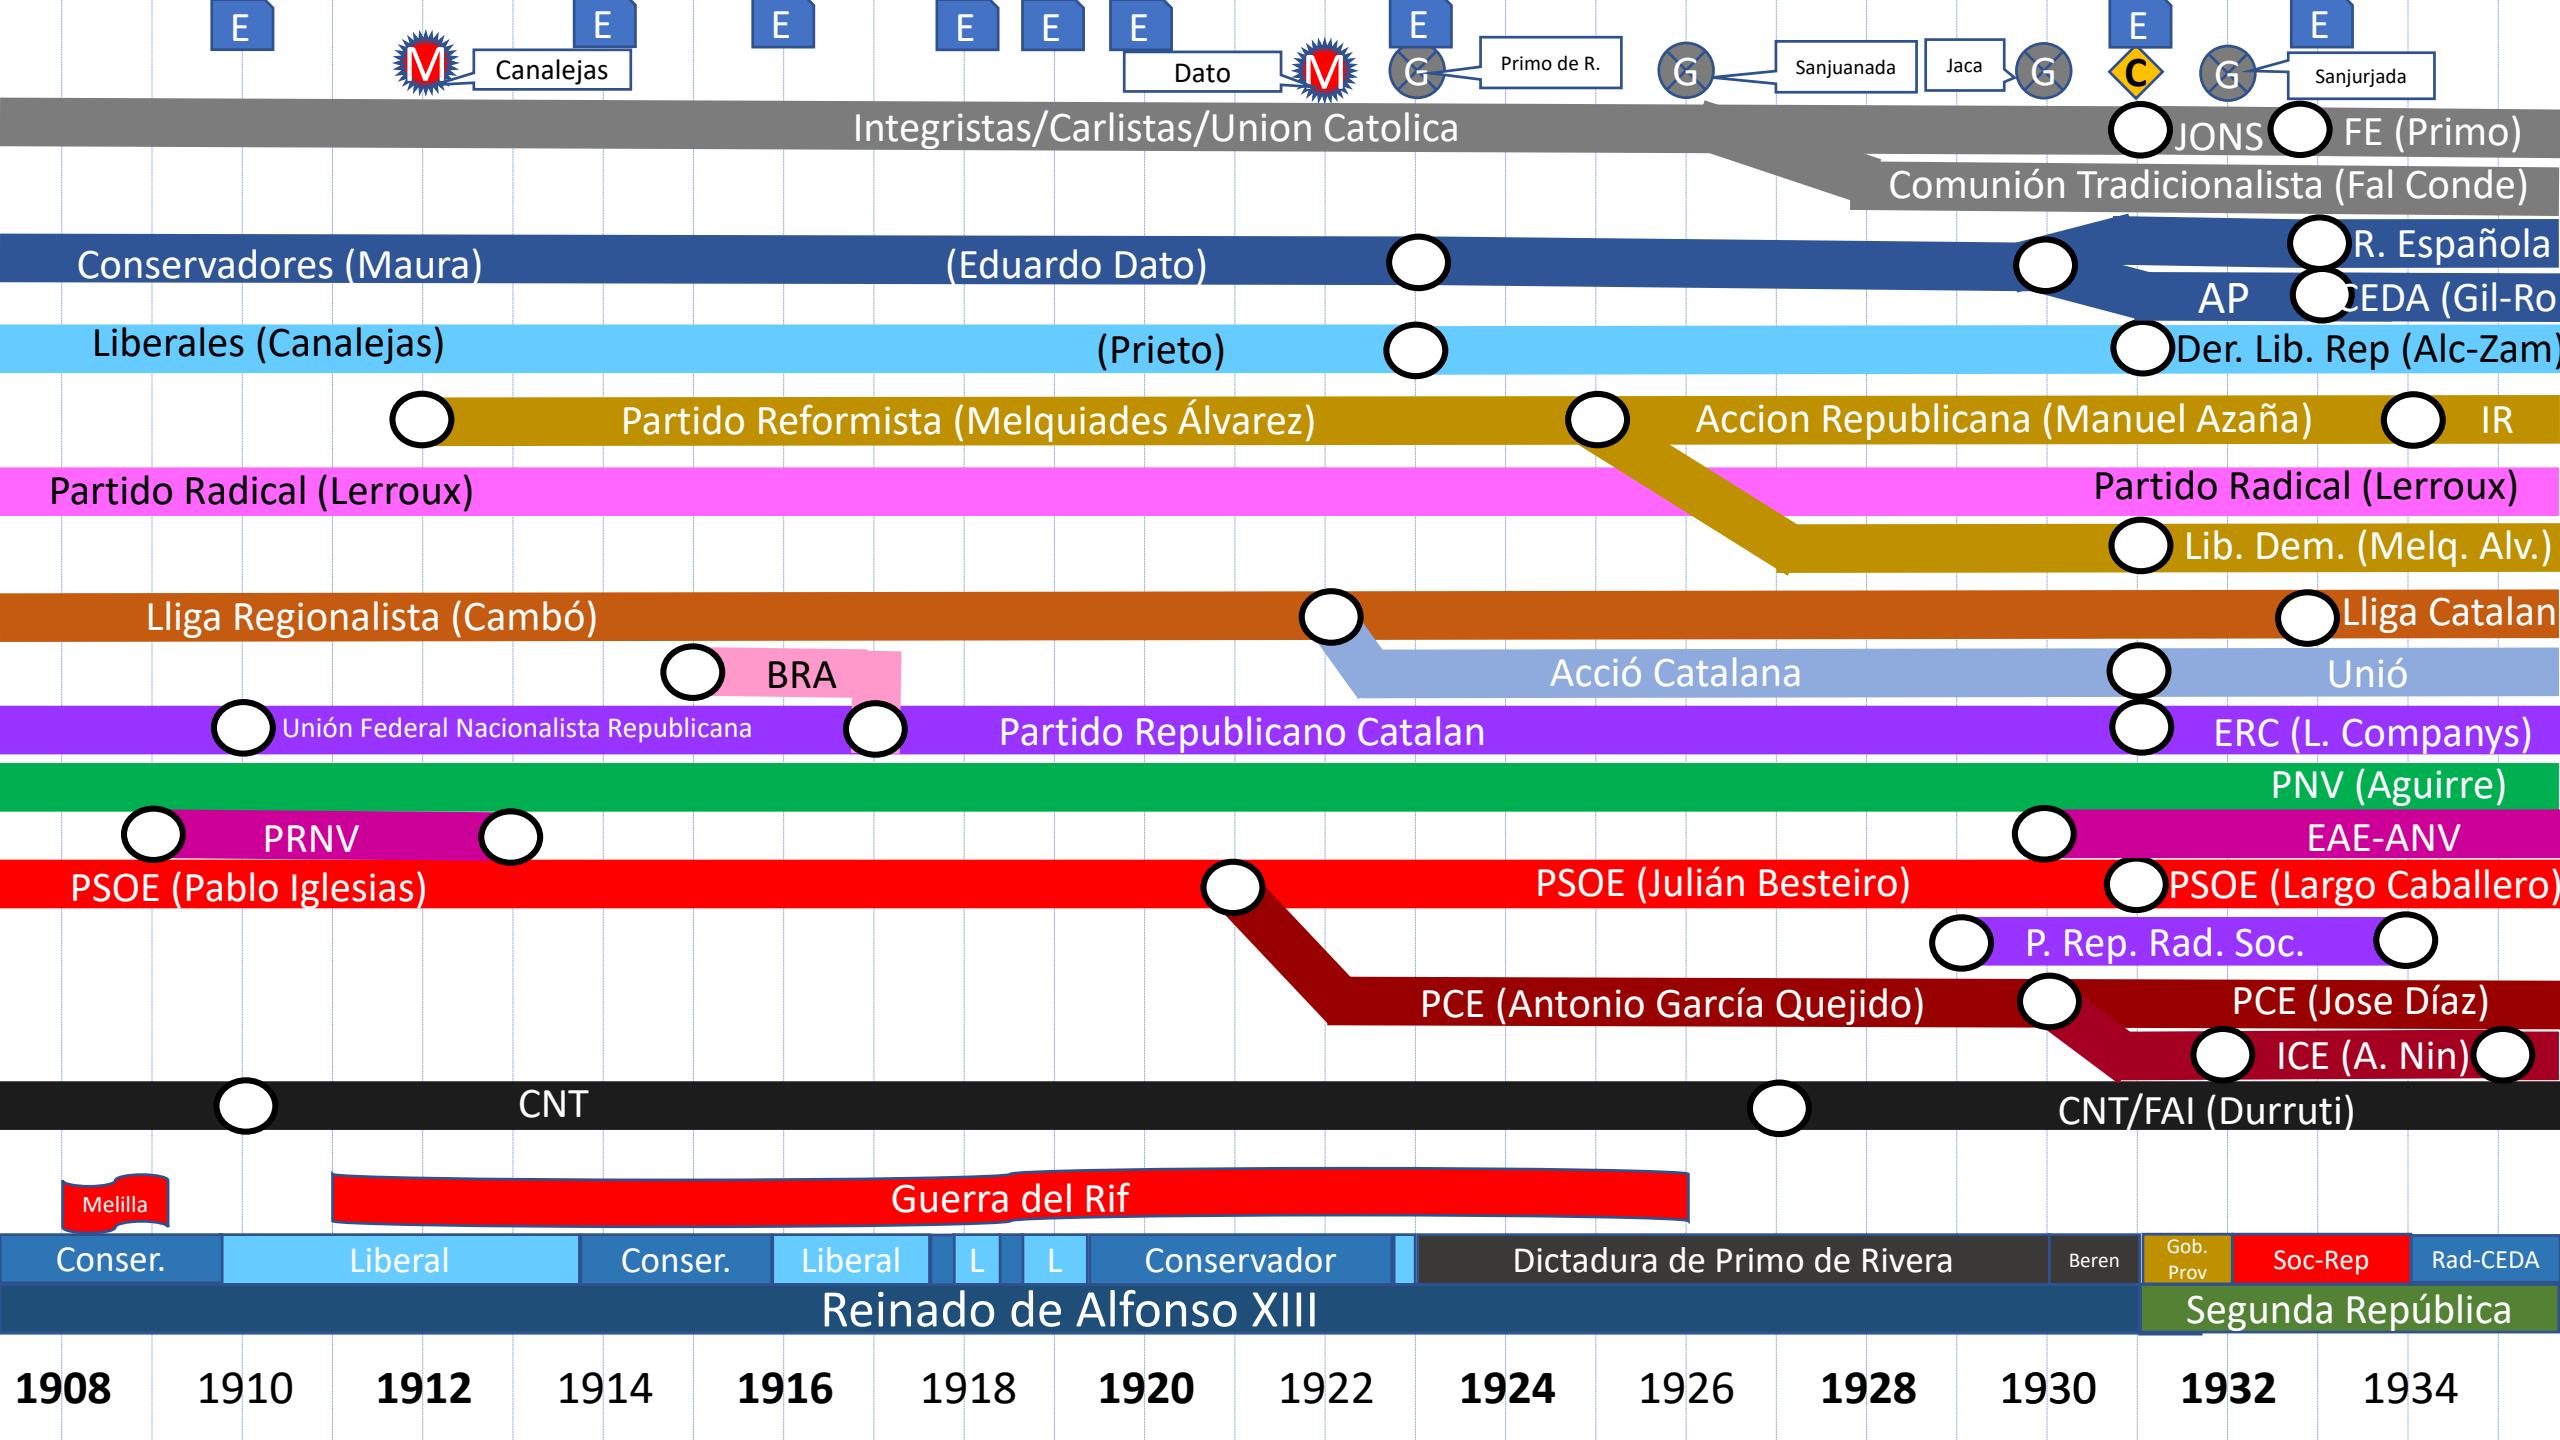 E E E E E E E E E
M Canalejas Dato M G Primo de R. G Sanjuanada Jaca G C G Sanjurjada
Integristas/Carlistas/Union Catolica JONS FE (Primo)
Comunión Tradicionalista (Fal Conde)
R. Española
Conservadores (Maura) (Eduardo Dato)
AP CEDA (Gil-Ro
Liberales (Canalejas) (Prieto) Der. Lib. Rep (Alc-Zam)
Partido Reformista (Melquiades Álvarez) Accion Republicana (Manuel Azaña) IR
Partido Radical (Lerroux) Partido Radical (Lerroux)
Lib. Dem. (Melq. Alv.)
Lliga Regionalista (Cambó) Lliga Catalan
BRA Acció Catalana Unió
Unión Federal Nacionalista Republicana Partido Republicano Catalan ERC (L. Companys)
PNV (Aguirre)
PRNV EAE-ANV
PSOE (Pablo Iglesias) PSOE (Julián Besteiro) PSOE (Largo Caballero)
P. Rep. Rad. Soc.
PCE (Antonio García Quejido) PCE (Jose Díaz)
ICE (A. Nin)
CNT CNT/FAI (Durruti)
Melilla Guerra del Rif
Conser. Liberal Conser. Liberal L L Conservador Dictadura de Primo de Rivera Beren Gob. Prov Soc-Rep Rad-CEDA
Reinado de Alfonso XIII Segunda República
1908 1910 1912 1914 1916 1918 1920 1922 1924 1926 1928 1930 1932 1934